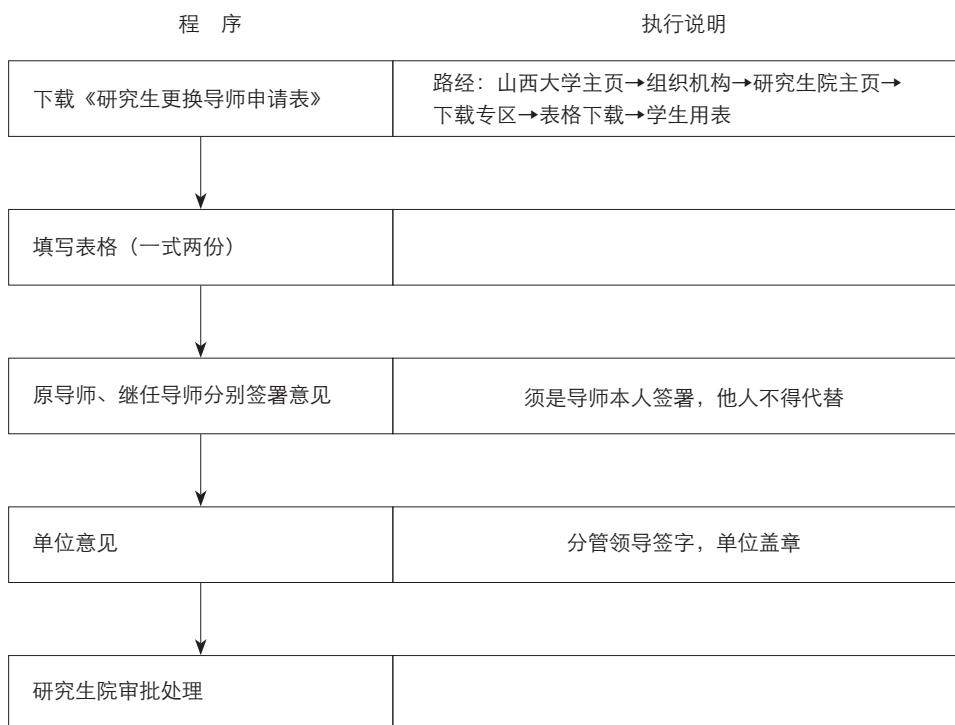 程　序
执行说明
下载《研究生更换导师申请表》
路经：山西大学主页→组织机构→研究生院主页→
下载专区→表格下载→学生用表
填写表格（一式两份）
原导师、继任导师分别签署意见
须是导师本人签署，他人不得代替
单位意见
分管领导签字，单位盖章
研究生院审批处理